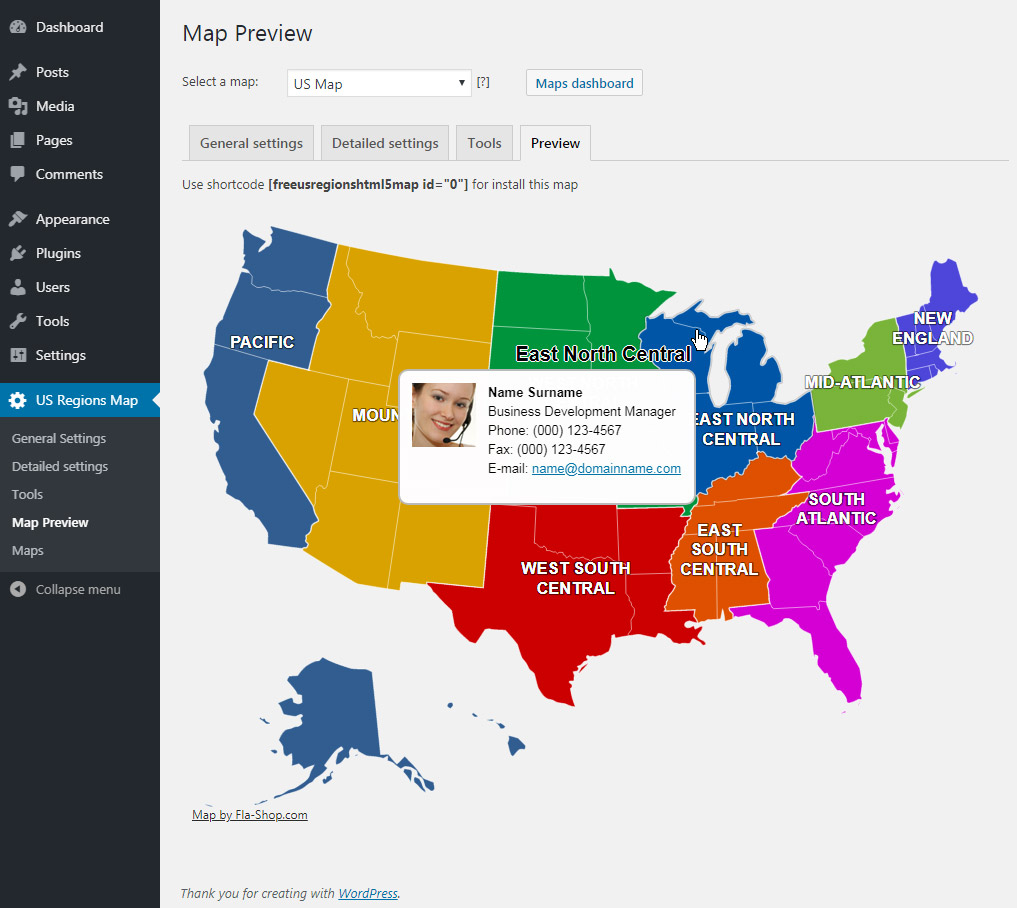 Dashboard
Posts
Media
Pages
Comments
Appearance
Plugins
Users
Tools
Settings
US Regions Map
General Settings
Detailed settings
Tools
Map Preview
Maps
Collapse menu
Map Preview
Select a map:
US Map
[?]
Maps dashboard
General settings
Detailed settings
Tools
Preview
Use shortcode [freeusregionshtml5map id="0"] for install this map
PACIFIC
MOUN
East North Central
Name Surname
Business Development Manager
Phone: (000) 123-4567
Fax: (000) 123-4567
E-mail: name@domainname.com
EAST NORTH
CENTRAL
NEW
ENGLAND
MID-ATLANTIC
SOUTH
ATLANTIC
EAST
SOUTH
CENTRAL
WEST SOUTH
CENTRAL
Map by Fla-Shop.com
Thank you for creating with WordPress.